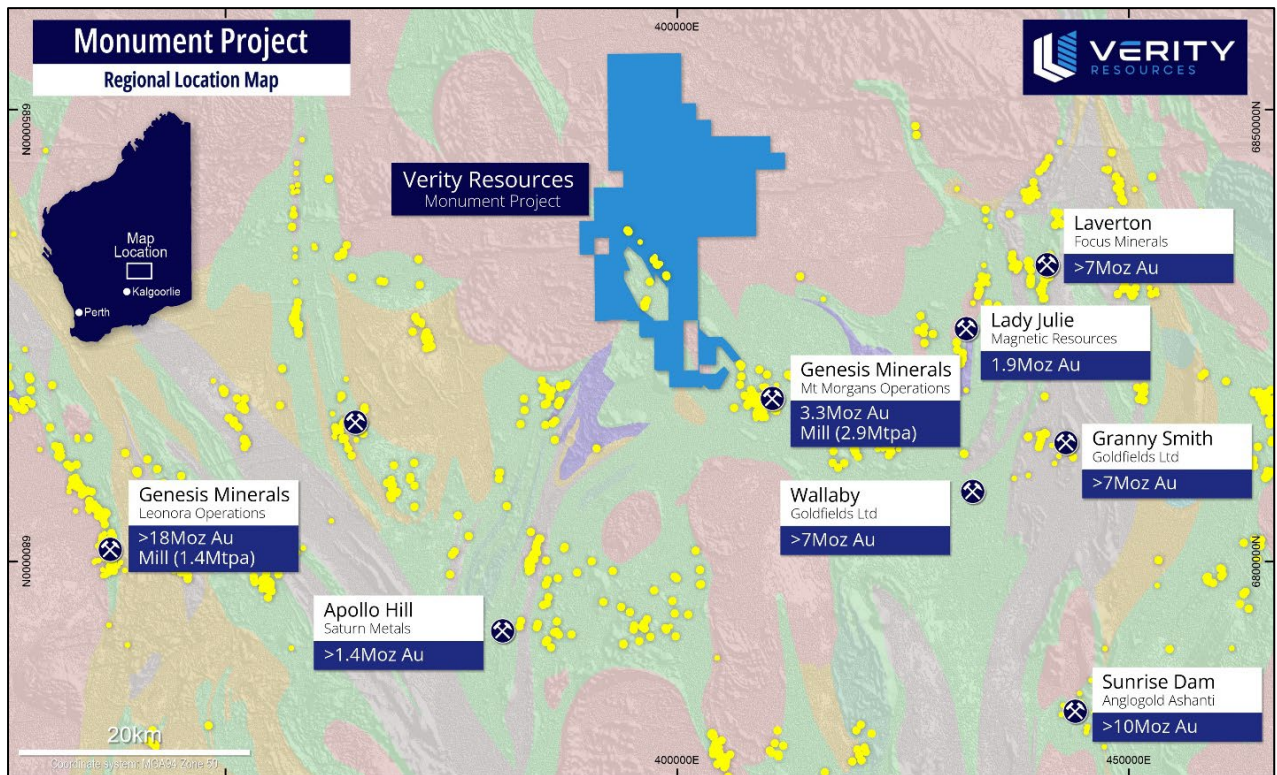 Monument Project
Regional Location Map
400000E
VERITY
RESOURCES
6850000N
6850000N
Verity Resources
Monument Project
Map
Location
Kalgoorlie
Perth
Laverton
Focus Minerals
>7Moz Au
Lady Julie
Magnetic Resources
1.9Moz Au
Genesis Minerals
Mt Morgans Operations
3.3Moz Au
Mill (2.9Mtpa)
Granny Smith
Goldfields Ltd
>7Moz Au
Wallaby
Goldfields Ltd
>7Moz Au
Genesis Minerals
Leonora Operations
>18Moz Au
Mill (1.4Mtpa)
6800000N
6800000N
Apollo Hill
Saturn Metals
>1.4Moz Au
Sunrise Dam
Anglogold Ashanti
>10Moz Au
20km
Coordinate system: MGA94 Zone 50
400000E
450000E